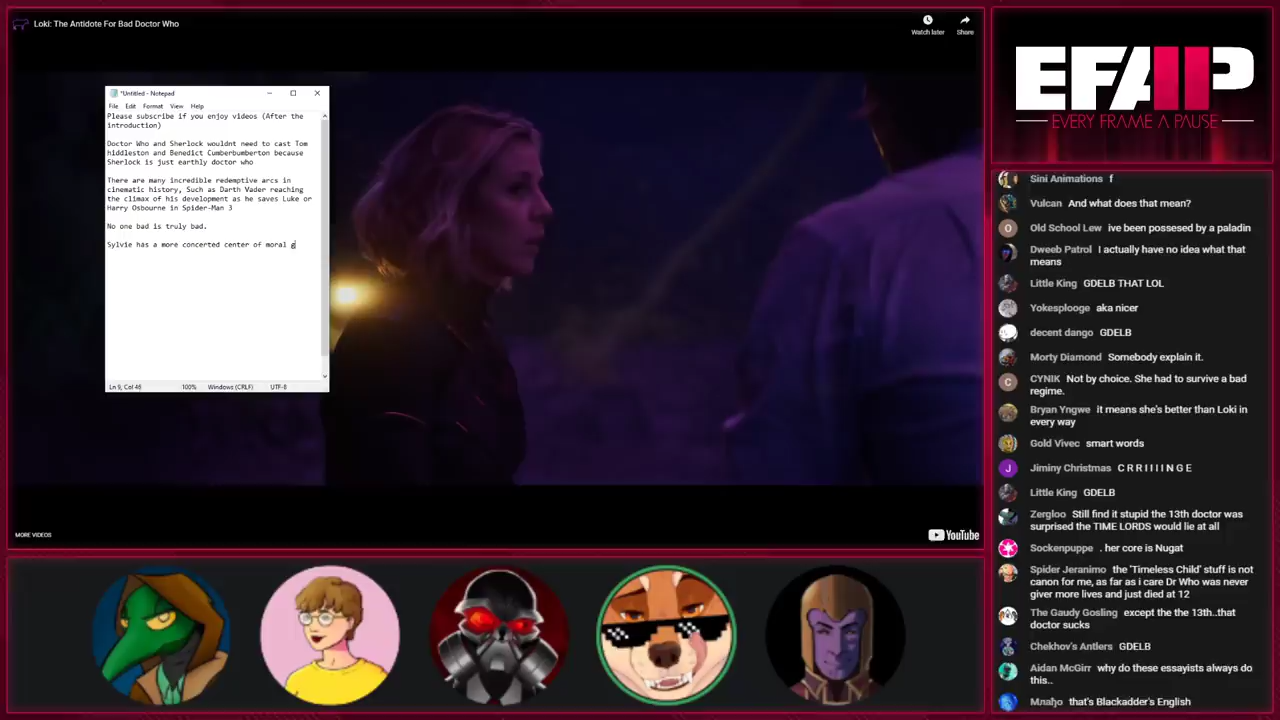 Loki: The Antidote For Bad Doctor Who
Watch later
Share
*Untitled - Notepad
File Edit Format View Help
Please subscribe if you enjoy videos (After the
introduction)
Doctor Who and Sherlock wouldnt need to cast Tom
hiddleston and Benedict Cumberbumberton because
Sherlock is just earthly doctor who
There are many incredible redemptive arcs in
cinematic history, Such as Darth Vader reaching
the climax of his development as he saves Luke or
Harry Osbourne in Spider-Man 3
No one bad is truly bad.
Sylvie has a more concerted center of moral g
Ln 9, Col 46 100% Windows (CRLF) UTF-8
MORE VIDEOS
YouTube
EFAP
EVERY FRAME A PAUSE
Sini Animations f
Vulcan And what does that mean?
Old School Lew ive been possesed by a paladin
Dweeb Patrol I actually have no idea what that
means
Little King GDELB THAT LOL
Yokesplooge aka nicer
decent dango GDELB
Morty Diamond Somebody explain it.
CYNIK Not by choice. She had to survive a bad
regime.
Bryan Yngwe it means she's better than Loki in
every way
Gold Vivec smart words
Jiminy Christmas C R R I I I I N G E
Little King GDELB
Zergloo Still find it stupid the 13th doctor was
surprised the TIME LORDS would lie at all
Sockenpuppe . her core is Nugat
Spider Jeranimo the 'Timeless Child' stuff is not
canon for me, as far as i care Dr Who was never
giver more lives and just died at 12
The Gaudy Gosling except the the 13th..that
doctor sucks
Chekhov's Antlers GDELB
Aidan McGirr why do these essayists always do
this..
Млађо that's Blackadder's English